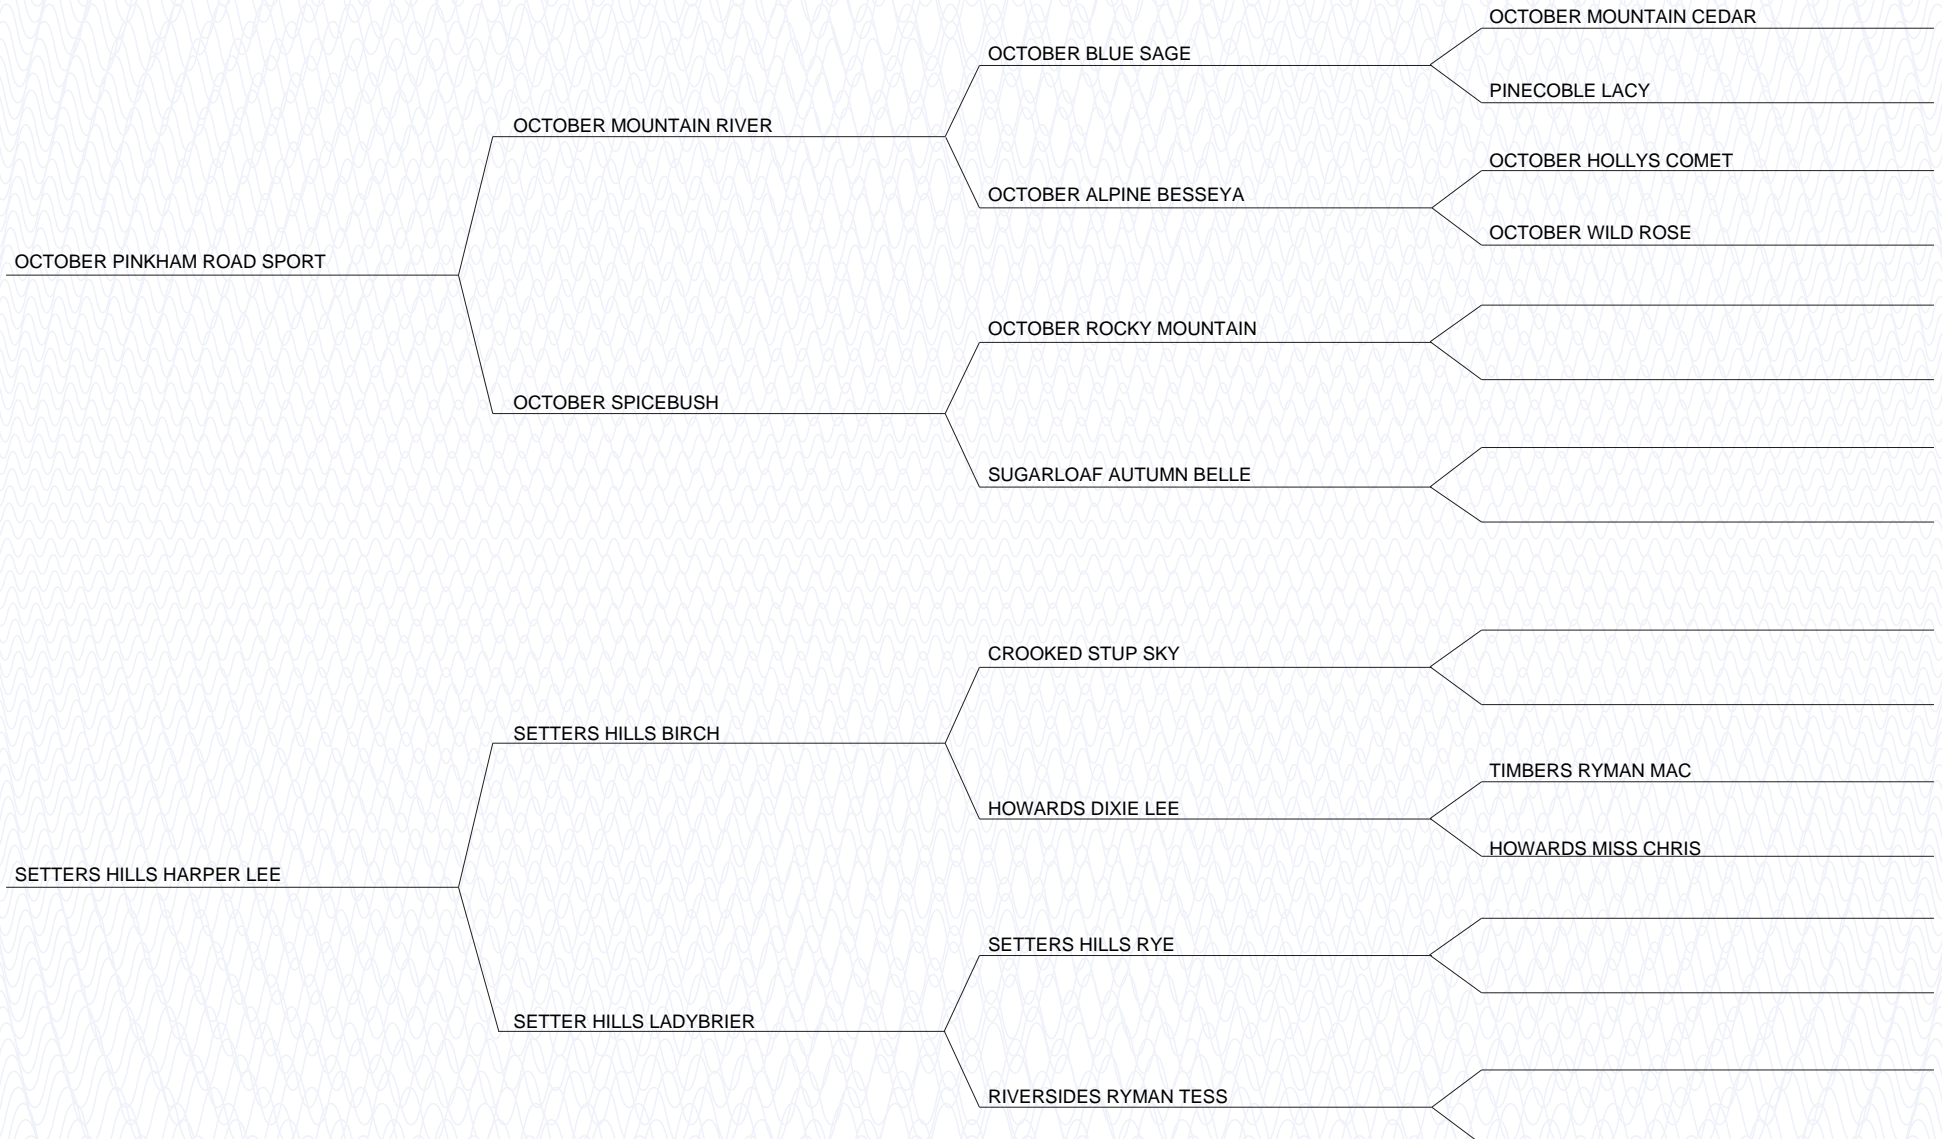 OCTOBER MOUNTAIN CEDAR
OCTOBER BLUE SAGE
PINECOBLE LACY
OCTOBER MOUNTAIN RIVER
OCTOBER HOLLYS COMET
OCTOBER ALPINE BESSEYA
OCTOBER WILD ROSE
OCTOBER PINKHAM ROAD SPORT
OCTOBER ROCKY MOUNTAIN
OCTOBER SPICEBUSH
SUGARLOAF AUTUMN BELLE
CROOKED STUP SKY
SETTERS HILLS BIRCH
TIMBERS RYMAN MAC
HOWARDS DIXIE LEE
HOWARDS MISS CHRIS
SETTERS HILLS HARPER LEE
SETTERS HILLS RYE
SETTER HILLS LADYBRIER
RIVERSIDES RYMAN TESS